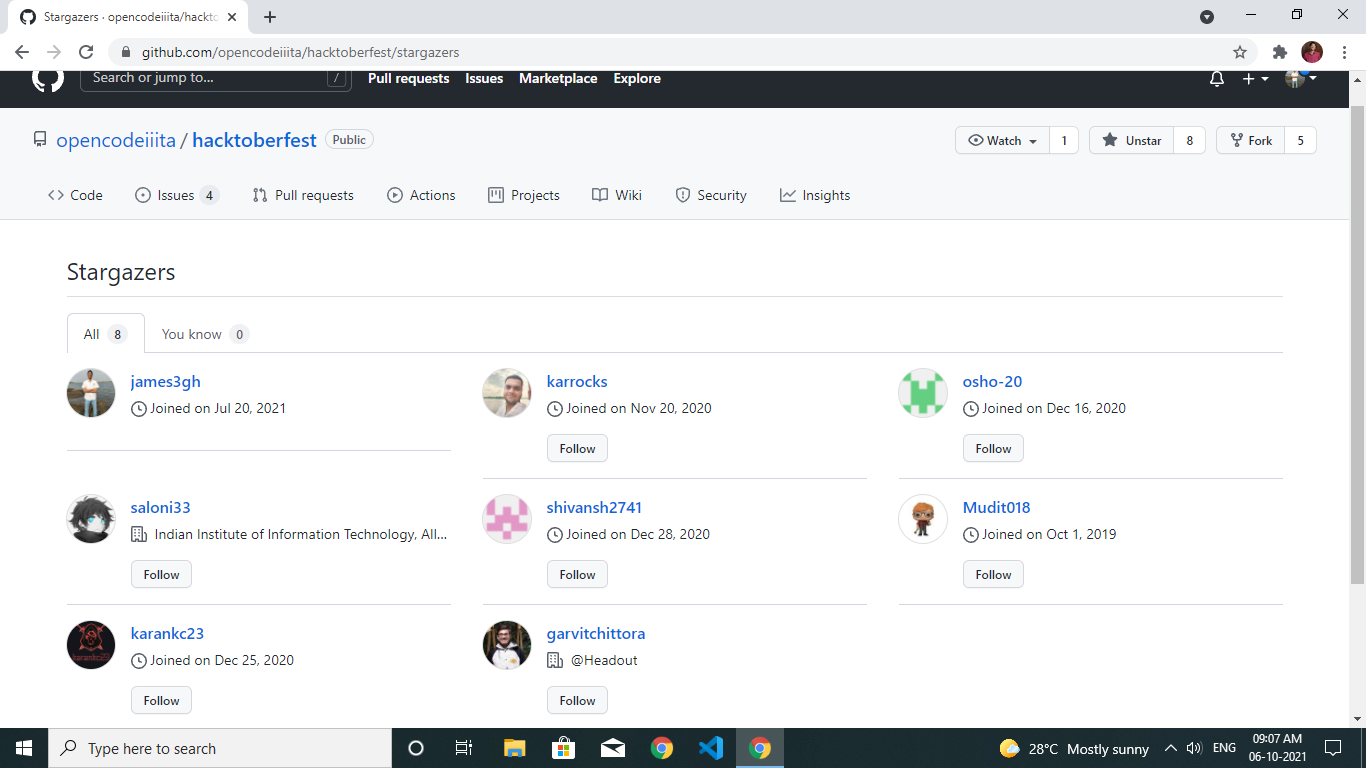 Stargazers · opencodeiiita/hackto
github.com/opencodeiiita/hacktoberfest/stargazers
Search or jump to... / Pull requests Issues Marketplace Explore
opencodeiiita / hacktoberfest Public Watch 1 Unstar 8 Fork 5
Code Issues 4 Pull requests Actions Projects Wiki Security Insights
Stargazers
All 8 You know 0
james3gh
Joined on Jul 20, 2021
karrocks
Joined on Nov 20, 2020
Follow
osho-20
Joined on Dec 16, 2020
Follow
saloni33
Indian Institute of Information Technology, All...
Follow
shivansh2741
Joined on Dec 28, 2020
Follow
Mudit018
Joined on Oct 1, 2019
Follow
karankc23
Joined on Dec 25, 2020
Follow
garvitchittora
@Headout
Follow
Type here to search
28°C Mostly sunny
ENG
09:07 AM
06-10-2021